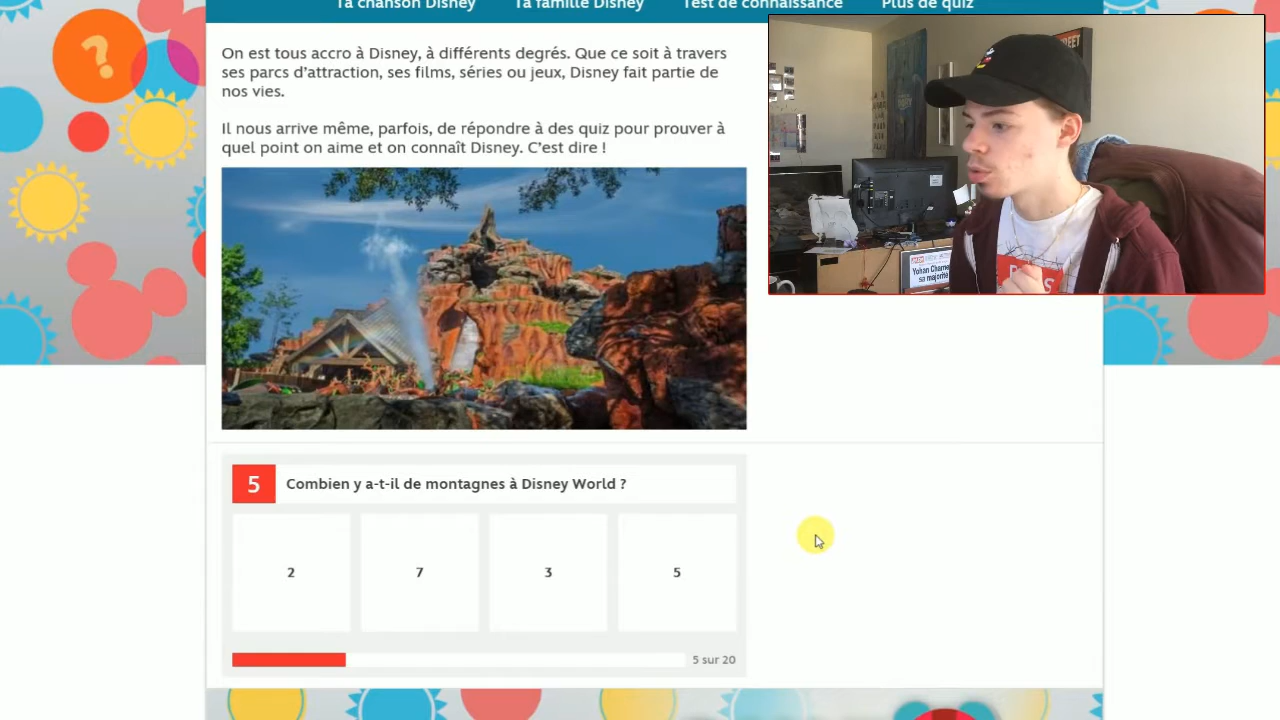 Ta chanson Disney Ta famille Disney Test de connaissance Plus de quiz
On est tous accro à Disney, à différents degrés. Que ce soit à travers
ses parcs d'attraction, ses films, séries ou jeux, Disney fait partie de
nos vies.
Il nous arrive même, parfois, de répondre à des quiz pour prouver à
quel point on aime et on connaît Disney. C'est dire !
?
Yohan
sa majorité
5 Combien y a-t-il de montagnes à Disney World ?
2 7 3 5
5 sur 20